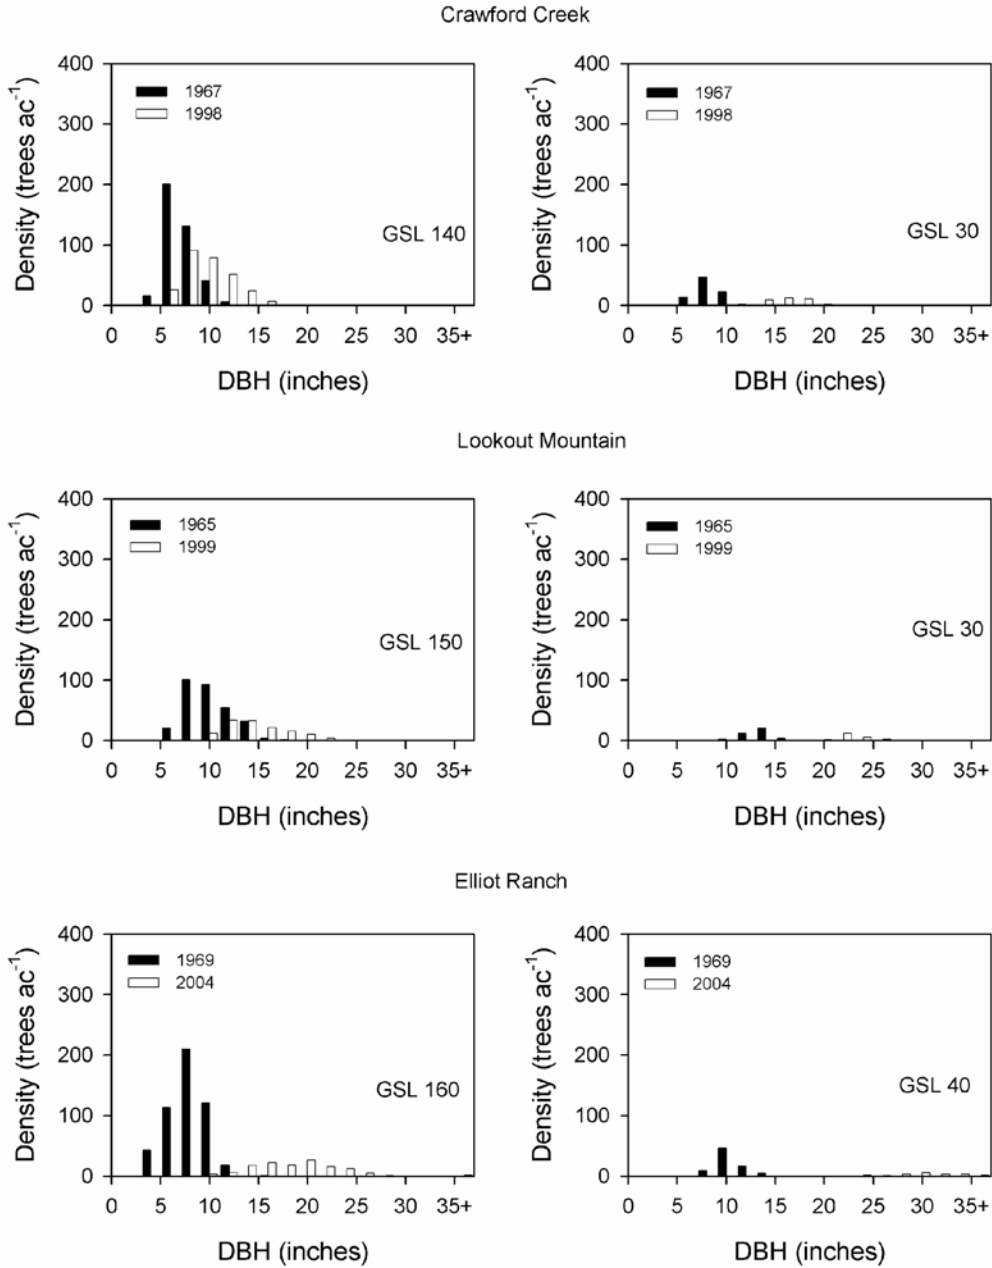 Crawford Creek
400
300
200
100
0
Density (trees ac⁻¹)
1967
1998
GSL 140
0 5 10 15 20 25 30 35+
DBH (inches)
400
300
200
100
0
Density (trees ac⁻¹)
1967
1998
GSL 30
0 5 10 15 20 25 30 35+
DBH (inches)
Lookout Mountain
400
300
200
100
0
Density (trees ac⁻¹)
1965
1999
GSL 150
0 5 10 15 20 25 30 35+
DBH (inches)
400
300
200
100
0
Density (trees ac⁻¹)
1965
1999
GSL 30
0 5 10 15 20 25 30 35+
DBH (inches)
Elliot Ranch
400
300
200
100
0
Density (trees ac⁻¹)
1969
2004
GSL 160
0 5 10 15 20 25 30 35+
DBH (inches)
400
300
200
100
0
Density (trees ac⁻¹)
1969
2004
GSL 40
0 5 10 15 20 25 30 35+
DBH (inches)